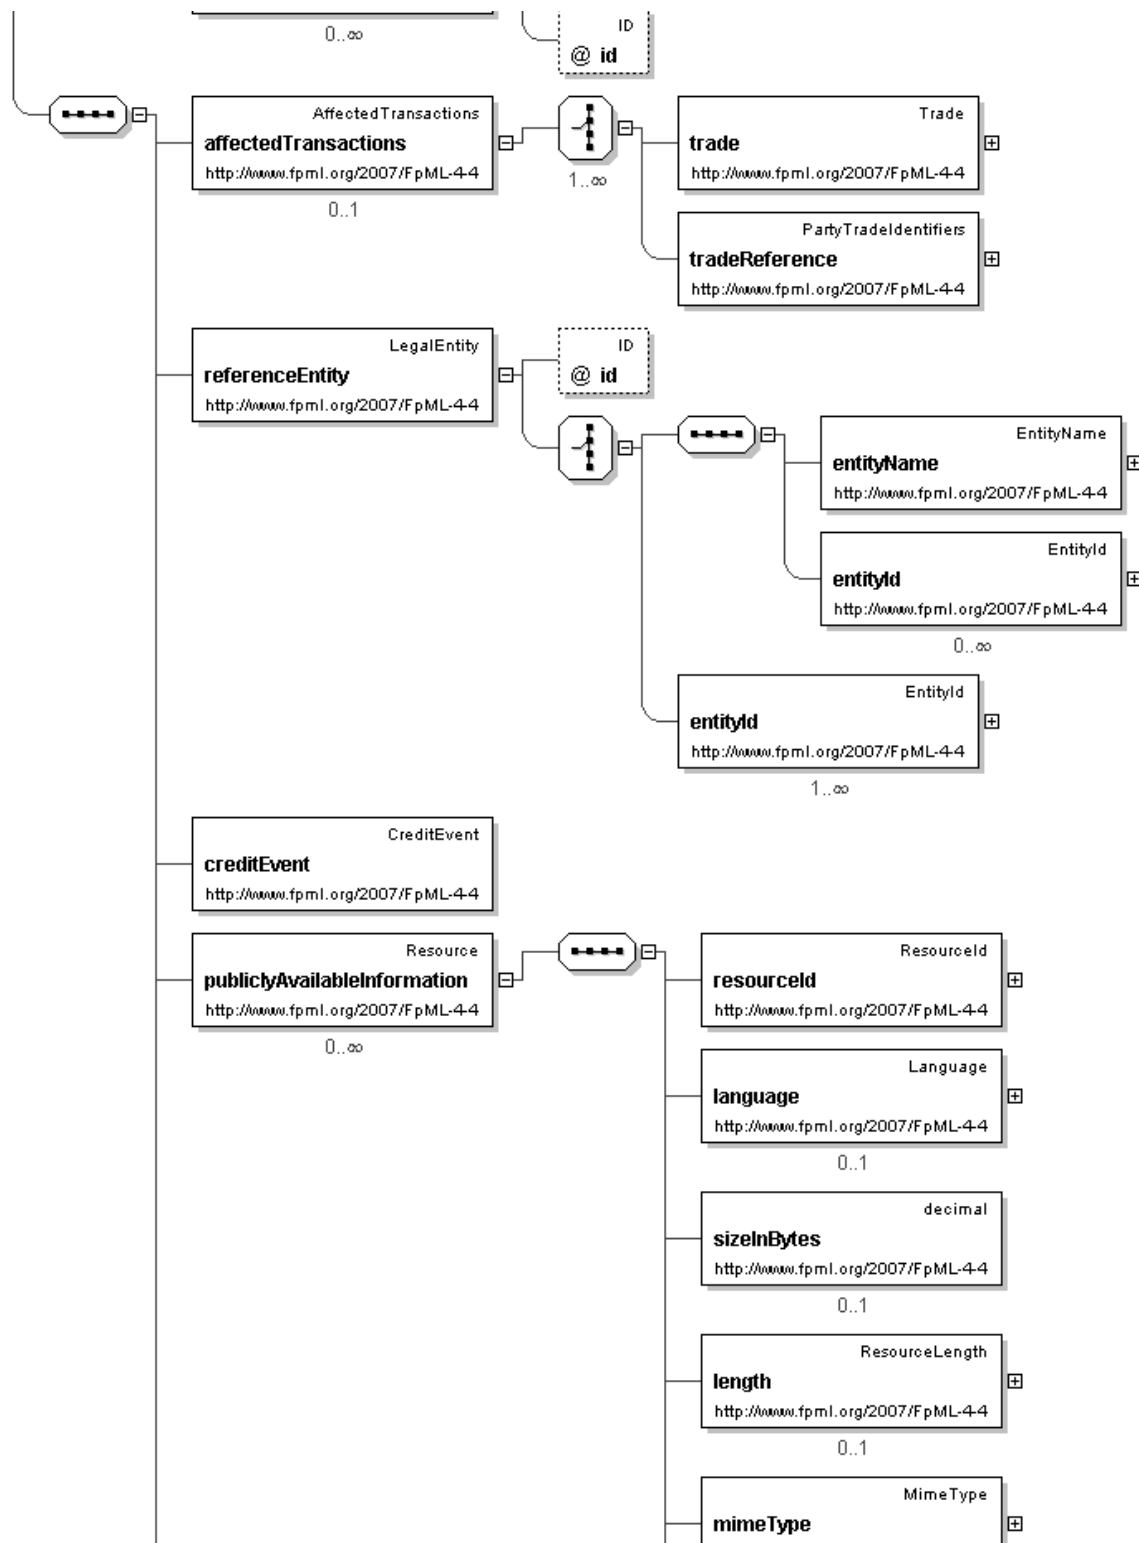 0..∞
ID
@ id
AffectedTransactions
affectedTransactions
http://www.fpml.org/2007/FpML-4-4
0..1
1..∞
Trade
trade
http://www.fpml.org/2007/FpML-4-4
PartyTradeIdentifiers
tradeReference
http://www.fpml.org/2007/FpML-4-4
LegalEntity
referenceEntity
http://www.fpml.org/2007/FpML-4-4
ID
@ id
EntityName
entityName
http://www.fpml.org/2007/FpML-4-4
EntityId
entityId
http://www.fpml.org/2007/FpML-4-4
0..∞
EntityId
entityId
http://www.fpml.org/2007/FpML-4-4
1..∞
CreditEvent
creditEvent
http://www.fpml.org/2007/FpML-4-4
Resource
publiclyAvailableInformation
http://www.fpml.org/2007/FpML-4-4
0..∞
ResourceId
resourceId
http://www.fpml.org/2007/FpML-4-4
Language
language
http://www.fpml.org/2007/FpML-4-4
0..1
decimal
sizeInBytes
http://www.fpml.org/2007/FpML-4-4
0..1
ResourceLength
length
http://www.fpml.org/2007/FpML-4-4
0..1
MimeType
mimeType